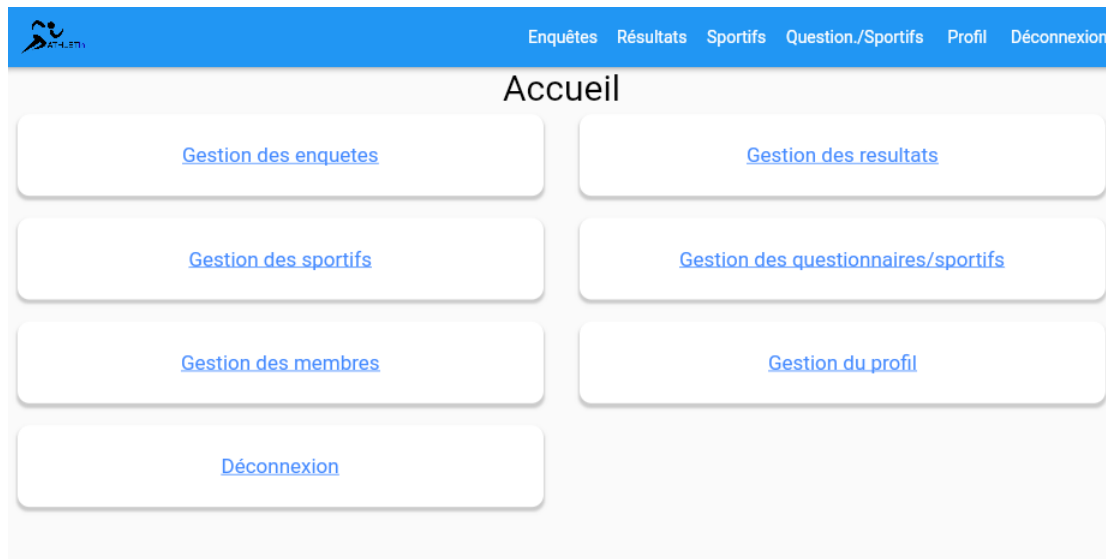 Enquêtes Résultats Sportifs Question./Sportifs Profil Déconnexion
Accueil
Gestion des enquetes
Gestion des resultats
Gestion des sportifs
Gestion des questionnaires/sportifs
Gestion des membres
Gestion du profil
Déconnexion